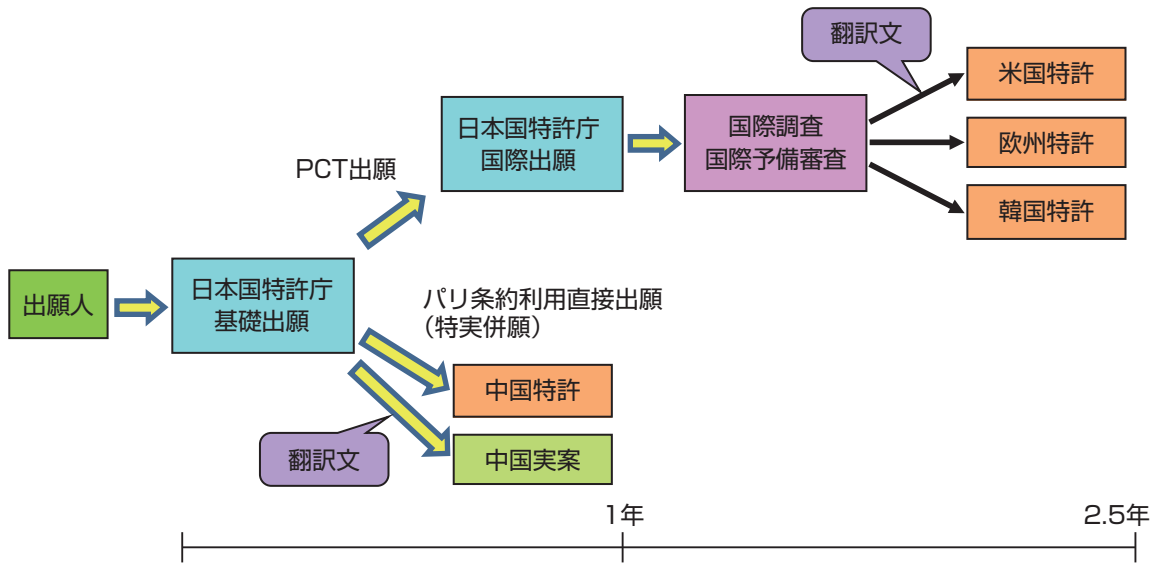 翻訳文
米国特許
日本国特許庁
国際出願
国際調査
国際予備審査
欧州特許
PCT出願
韓国特許
出願人
日本国特許庁
基礎出願
パリ条約利用直接出願
（特実併願）
中国特許
翻訳文
中国実案
1年
2.5年